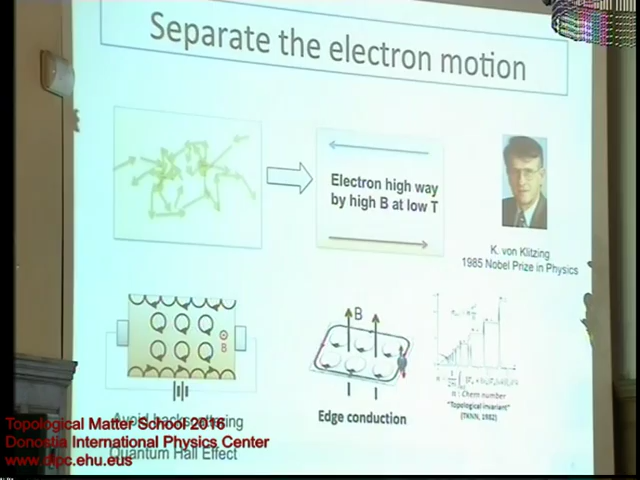 Separate the electron motion
Electron high way
by high B at low T
K. von Klitzing
1985 Nobel Prize in Physics
B
B
Avoid backscattering
Quantum Hall Effect
Edge conduction
n : Chern number
"Topological invariant"
(TKNN, 1982)
Topological Matter School 2016
Donostia International Physics Center
www.dipc.ehu.eus